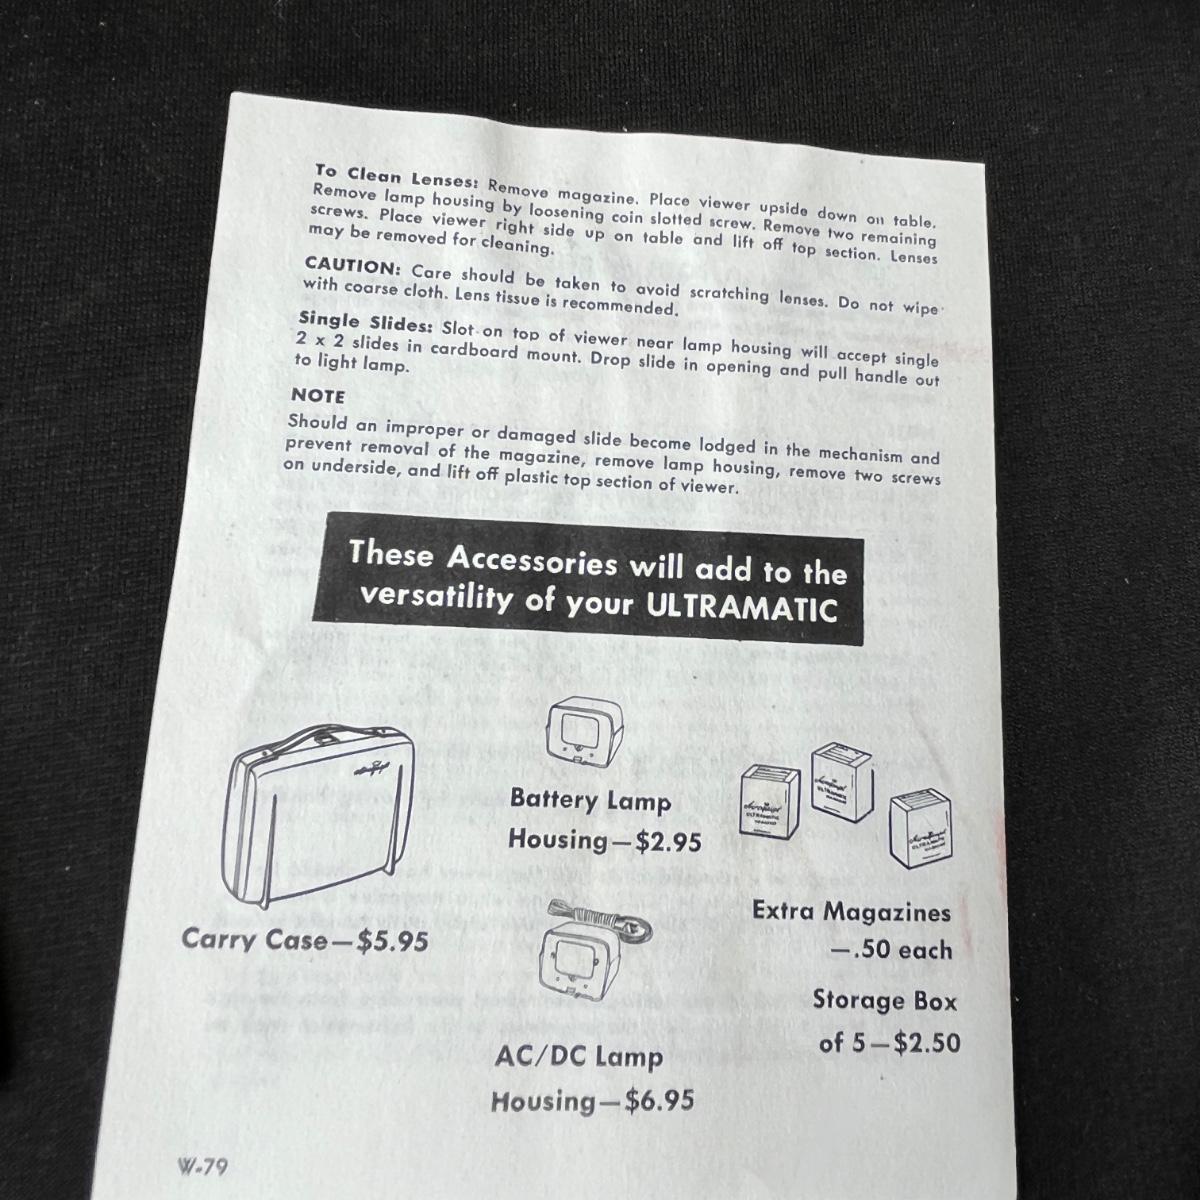 To Clean Lenses: Remove magazine. Place viewer upside down on table.
Remove lamp housing by loosening coin slotted screw. Remove two remaining
screws. Place viewer right side up on table and lift off top section. Lenses
may be removed for cleaning.
CAUTION: Care should be taken to avoid scratching lenses. Do not wipe
with coarse cloth. Lens tissue is recommended.
Single Slides: Slot on top of viewer near lamp housing will accept single
2 x 2 slides in cardboard mount. Drop slide in opening and pull handle out
to light lamp.
NOTE
Should an improper or damaged slide become lodged in the mechanism and
prevent removal of the magazine, remove lamp housing, remove two screws
on underside, and lift off plastic top section of viewer.
These Accessories will add to the
versatility of your ULTRAMATIC
Carry Case—$5.95
Battery Lamp
Housing—$2.95
AC/DC Lamp
Housing—$6.95
ULTRAMATIC
ULTRAMATIC
ULTRAMATIC
Extra Magazines
—.50 each
Storage Box
of 5—$2.50
W-79